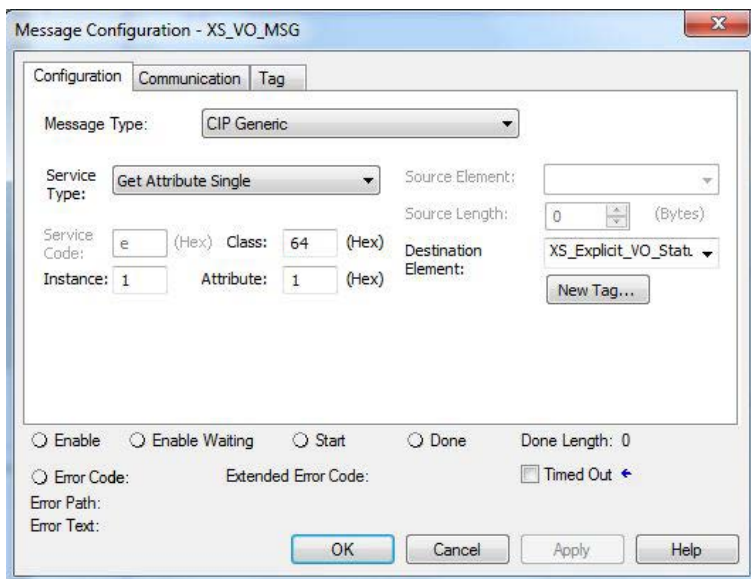 Message Configuration - XS_VO_MSG
Configuration Communication Tag
Message Type: CIP Generic
Service Type: Get Attribute Single
Source Element:
Source Length: 0 (Bytes)
Service Code: e (Hex) Class: 64 (Hex)
Destination Element: XS_Explicit_VO_Statu
Instance: 1 Attribute: 1 (Hex)
New Tag...
Enable Enable Waiting Start Done Done Length: 0
Error Code: Extended Error Code: Timed Out
Error Path:
Error Text:
OK Cancel Apply Help